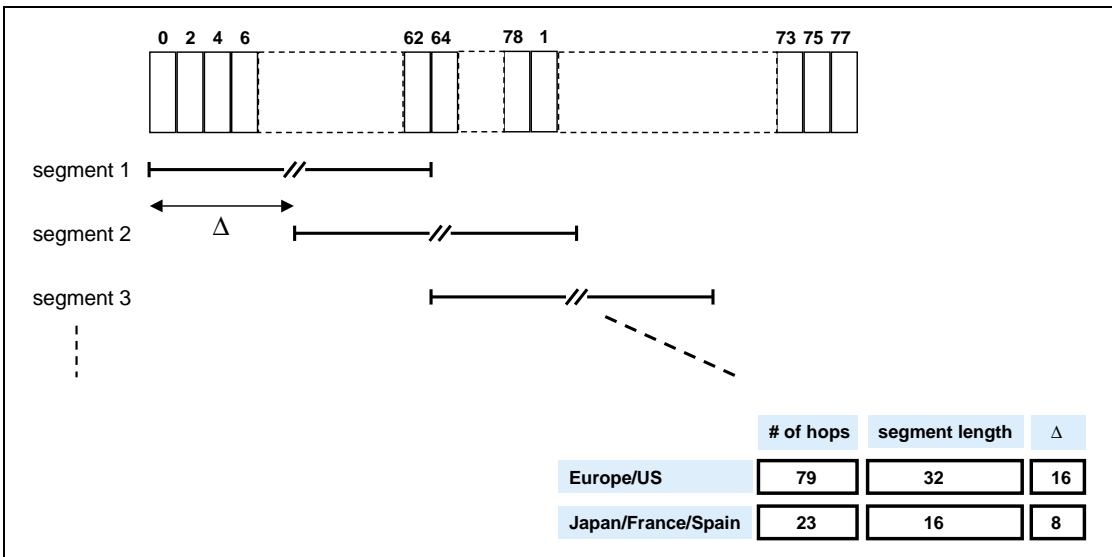 0 2 4 6 62 64 78 1 73 75 77
segment 1
Δ
segment 2
segment 3
# of hops segment length Δ
Europe/US 79 32 16
Japan/France/Spain 23 16 8